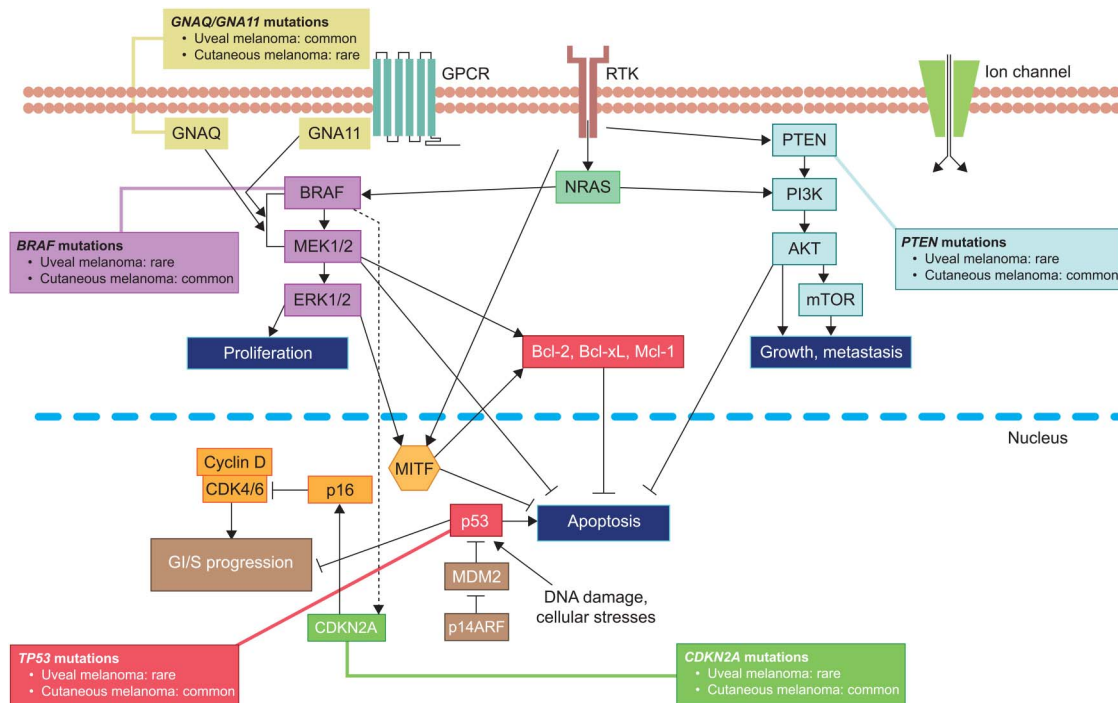 GNAQ/GNA11 mutations
• Uveal melanoma: common
• Cutaneous melanoma: rare
GPCR
RTK
Ion channel
GNAQ
GNA11
PTEN
BRAF
NRAS
PI3K
BRAF mutations
• Uveal melanoma: rare
• Cutaneous melanoma: common
MEK1/2
AKT
PTEN mutations
• Uveal melanoma: rare
• Cutaneous melanoma: common
ERK1/2
mTOR
Proliferation
Bcl-2, Bcl-xL, Mcl-1
Growth, metastasis
Nucleus
Cyclin D
CDK4/6
p16
MITF
p53
Apoptosis
GI/S progression
MDM2
DNA damage,
cellular stresses
CDKN2A
p14ARF
TP53 mutations
• Uveal melanoma: rare
• Cutaneous melanoma: common
CDKN2A mutations
• Uveal melanoma: rare
• Cutaneous melanoma: common